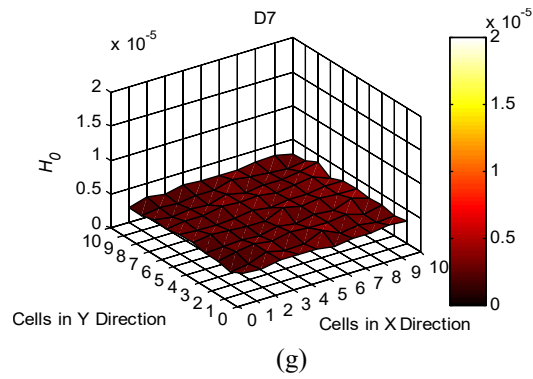 D7
x 10-5
2
1.5
1
0.5
0
H0
10 9 8 7 6 5 4 3 2 1 0
Cells in Y Direction
0 1 2 3 4 5 6 7 8 9 10
Cells in X Direction
x 10-5
2
1.5
1
0.5
0
(g)